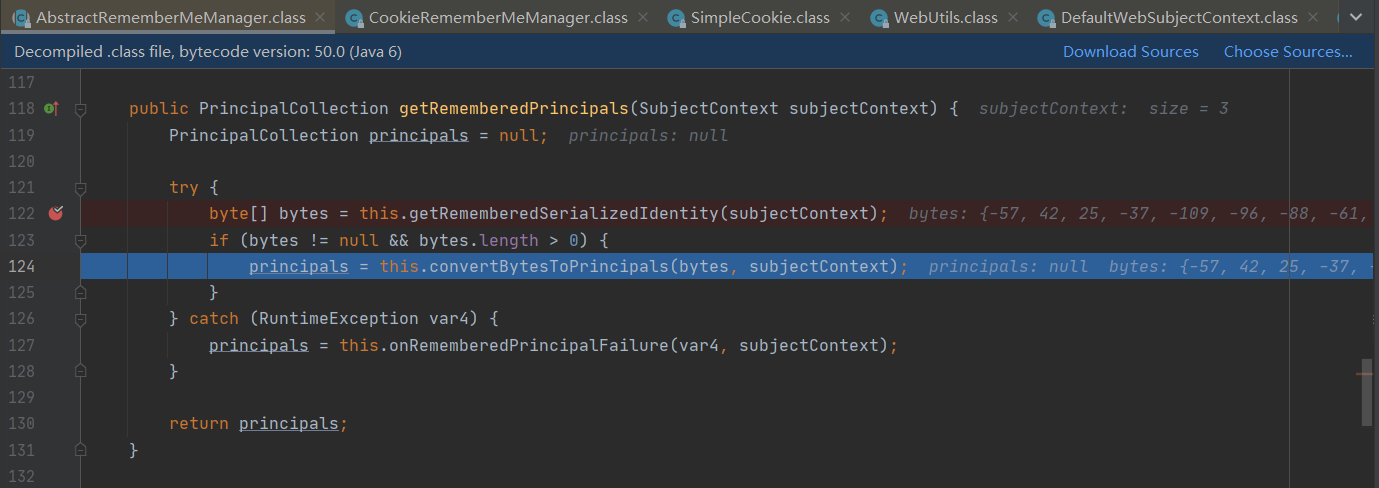 AbstractRememberMeManager.class CookieRememberMeManager.class SimpleCookie.class WebUtils.class DefaultWebSubjectContext.class
Decompiled .class file, bytecode version: 50.0 (Java 6) Download Sources Choose Sources...
117
118 public PrincipalCollection getRememberedPrincipals(SubjectContext subjectContext) { subjectContext: size = 3
119 PrincipalCollection principals = null; principals: null
120
121 try {
122 byte[] bytes = this.getRememberedSerializedIdentity(subjectContext); bytes: {-57, 42, 25, -37, -109, -96, -88, -61,
123 if (bytes != null && bytes.length > 0) {
124 principals = this.convertBytesToPrincipals(bytes, subjectContext); principals: null bytes: {-57, 42, 25, -37, -
125 }
126 } catch (RuntimeException var4) {
127 principals = this.onRememberedPrincipalFailure(var4, subjectContext);
128 }
129
130 return principals;
131 }
132